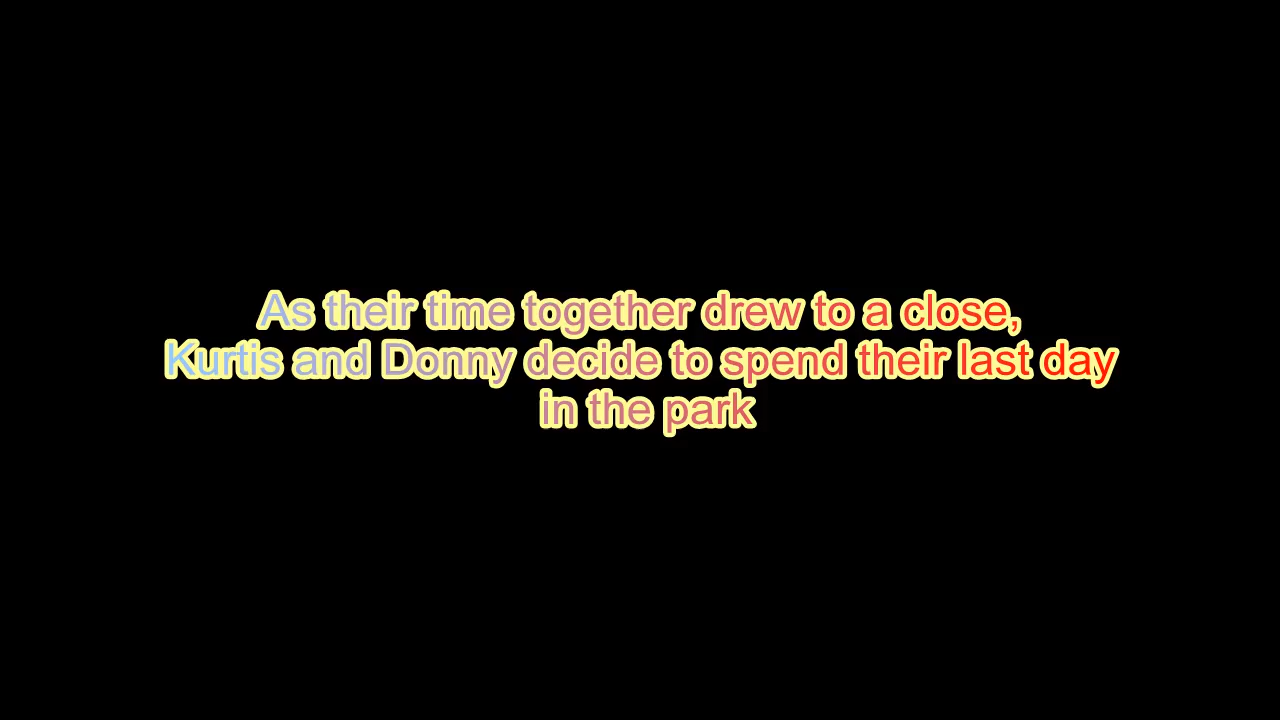 As their time together drew to a close,
Kurtis and Donny decide to spend their last day
in the park